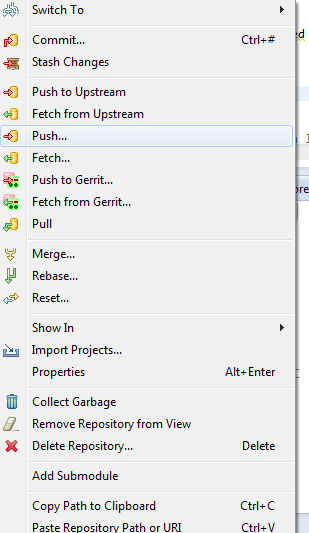 Switch To
Commit... Ctrl+#
Stash Changes
Push to Upstream
Fetch from Upstream
Push...
Fetch...
Push to Gerrit...
Fetch from Gerrit...
Pull
Merge...
Rebase...
Reset...
Show In
Import Projects...
Properties Alt+Enter
Collect Garbage
Remove Repository from View
Delete Repository... Delete
Add Submodule
Copy Path to Clipboard Ctrl+C
Paste Repository Path or URI Ctrl+V